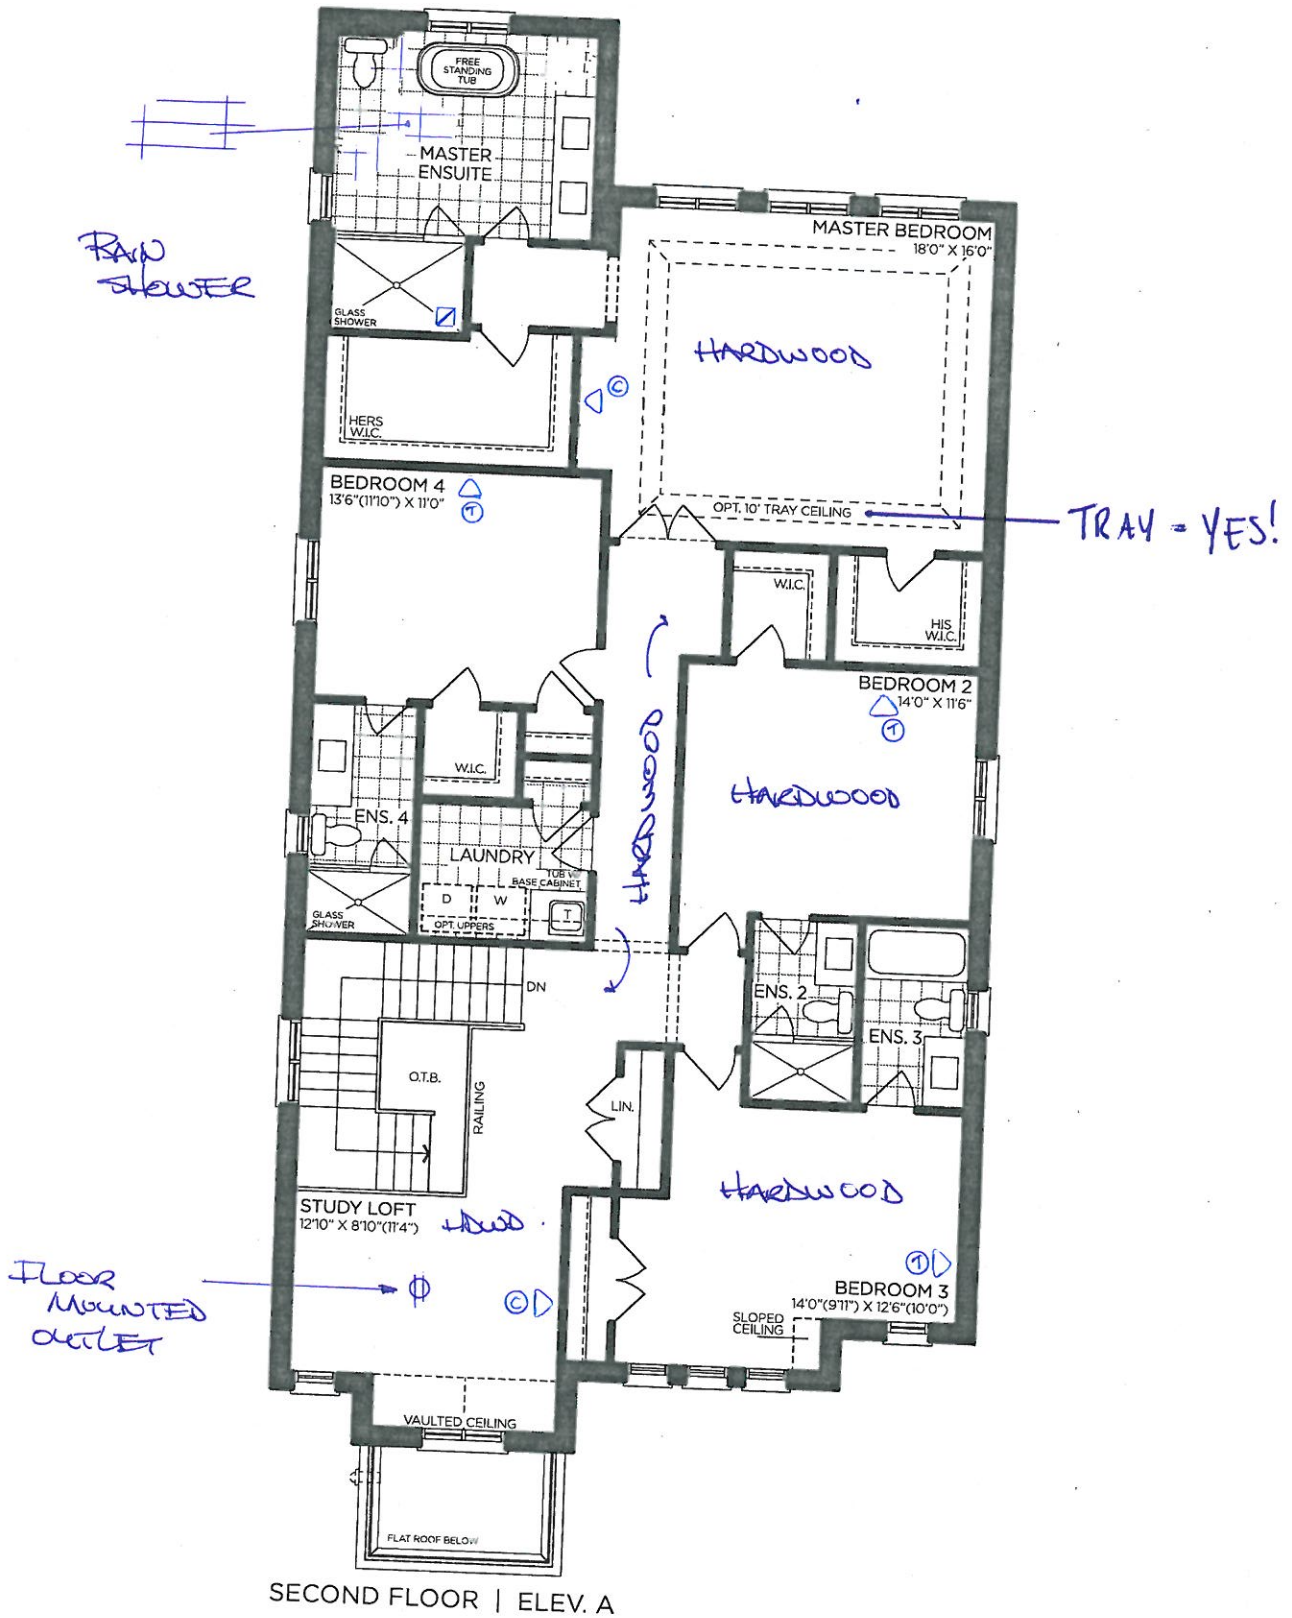 FREE
STANDING
TUB
MASTER
ENSUITE
RAIN
SHOWER
GLASS
SHOWER
MASTER BEDROOM
18'0" X 16'0"
HARDWOOD
C
HERS
W.I.C.
BEDROOM 4
13'6"(11'10") X 11'0"
T
OPT. 10' TRAY CEILING
TRAY = YES!
W.I.C.
HIS
W.I.C.
BEDROOM 2
14'0" X 11'6"
T
HARDWOOD
HARDWOOD
W.I.C.
ENS. 4
LAUNDRY
TUB W/
BASE CABINET
D
W
T
OPT. UPPERS
GLASS
SHOWER
DN
ENS. 2
ENS. 3
O.T.B.
RAILING
LIN.
HARDWOOD
STUDY LOFT
12'10" X 8'10"(11'4")
HDWD
FLOOR
MOUNTED
OUTLET
C
T
BEDROOM 3
14'0"(9'11") X 12'6"(10'0")
SLOPED
CEILING
VAULTED CEILING
FLAT ROOF BELOW
SECOND FLOOR | ELEV. A